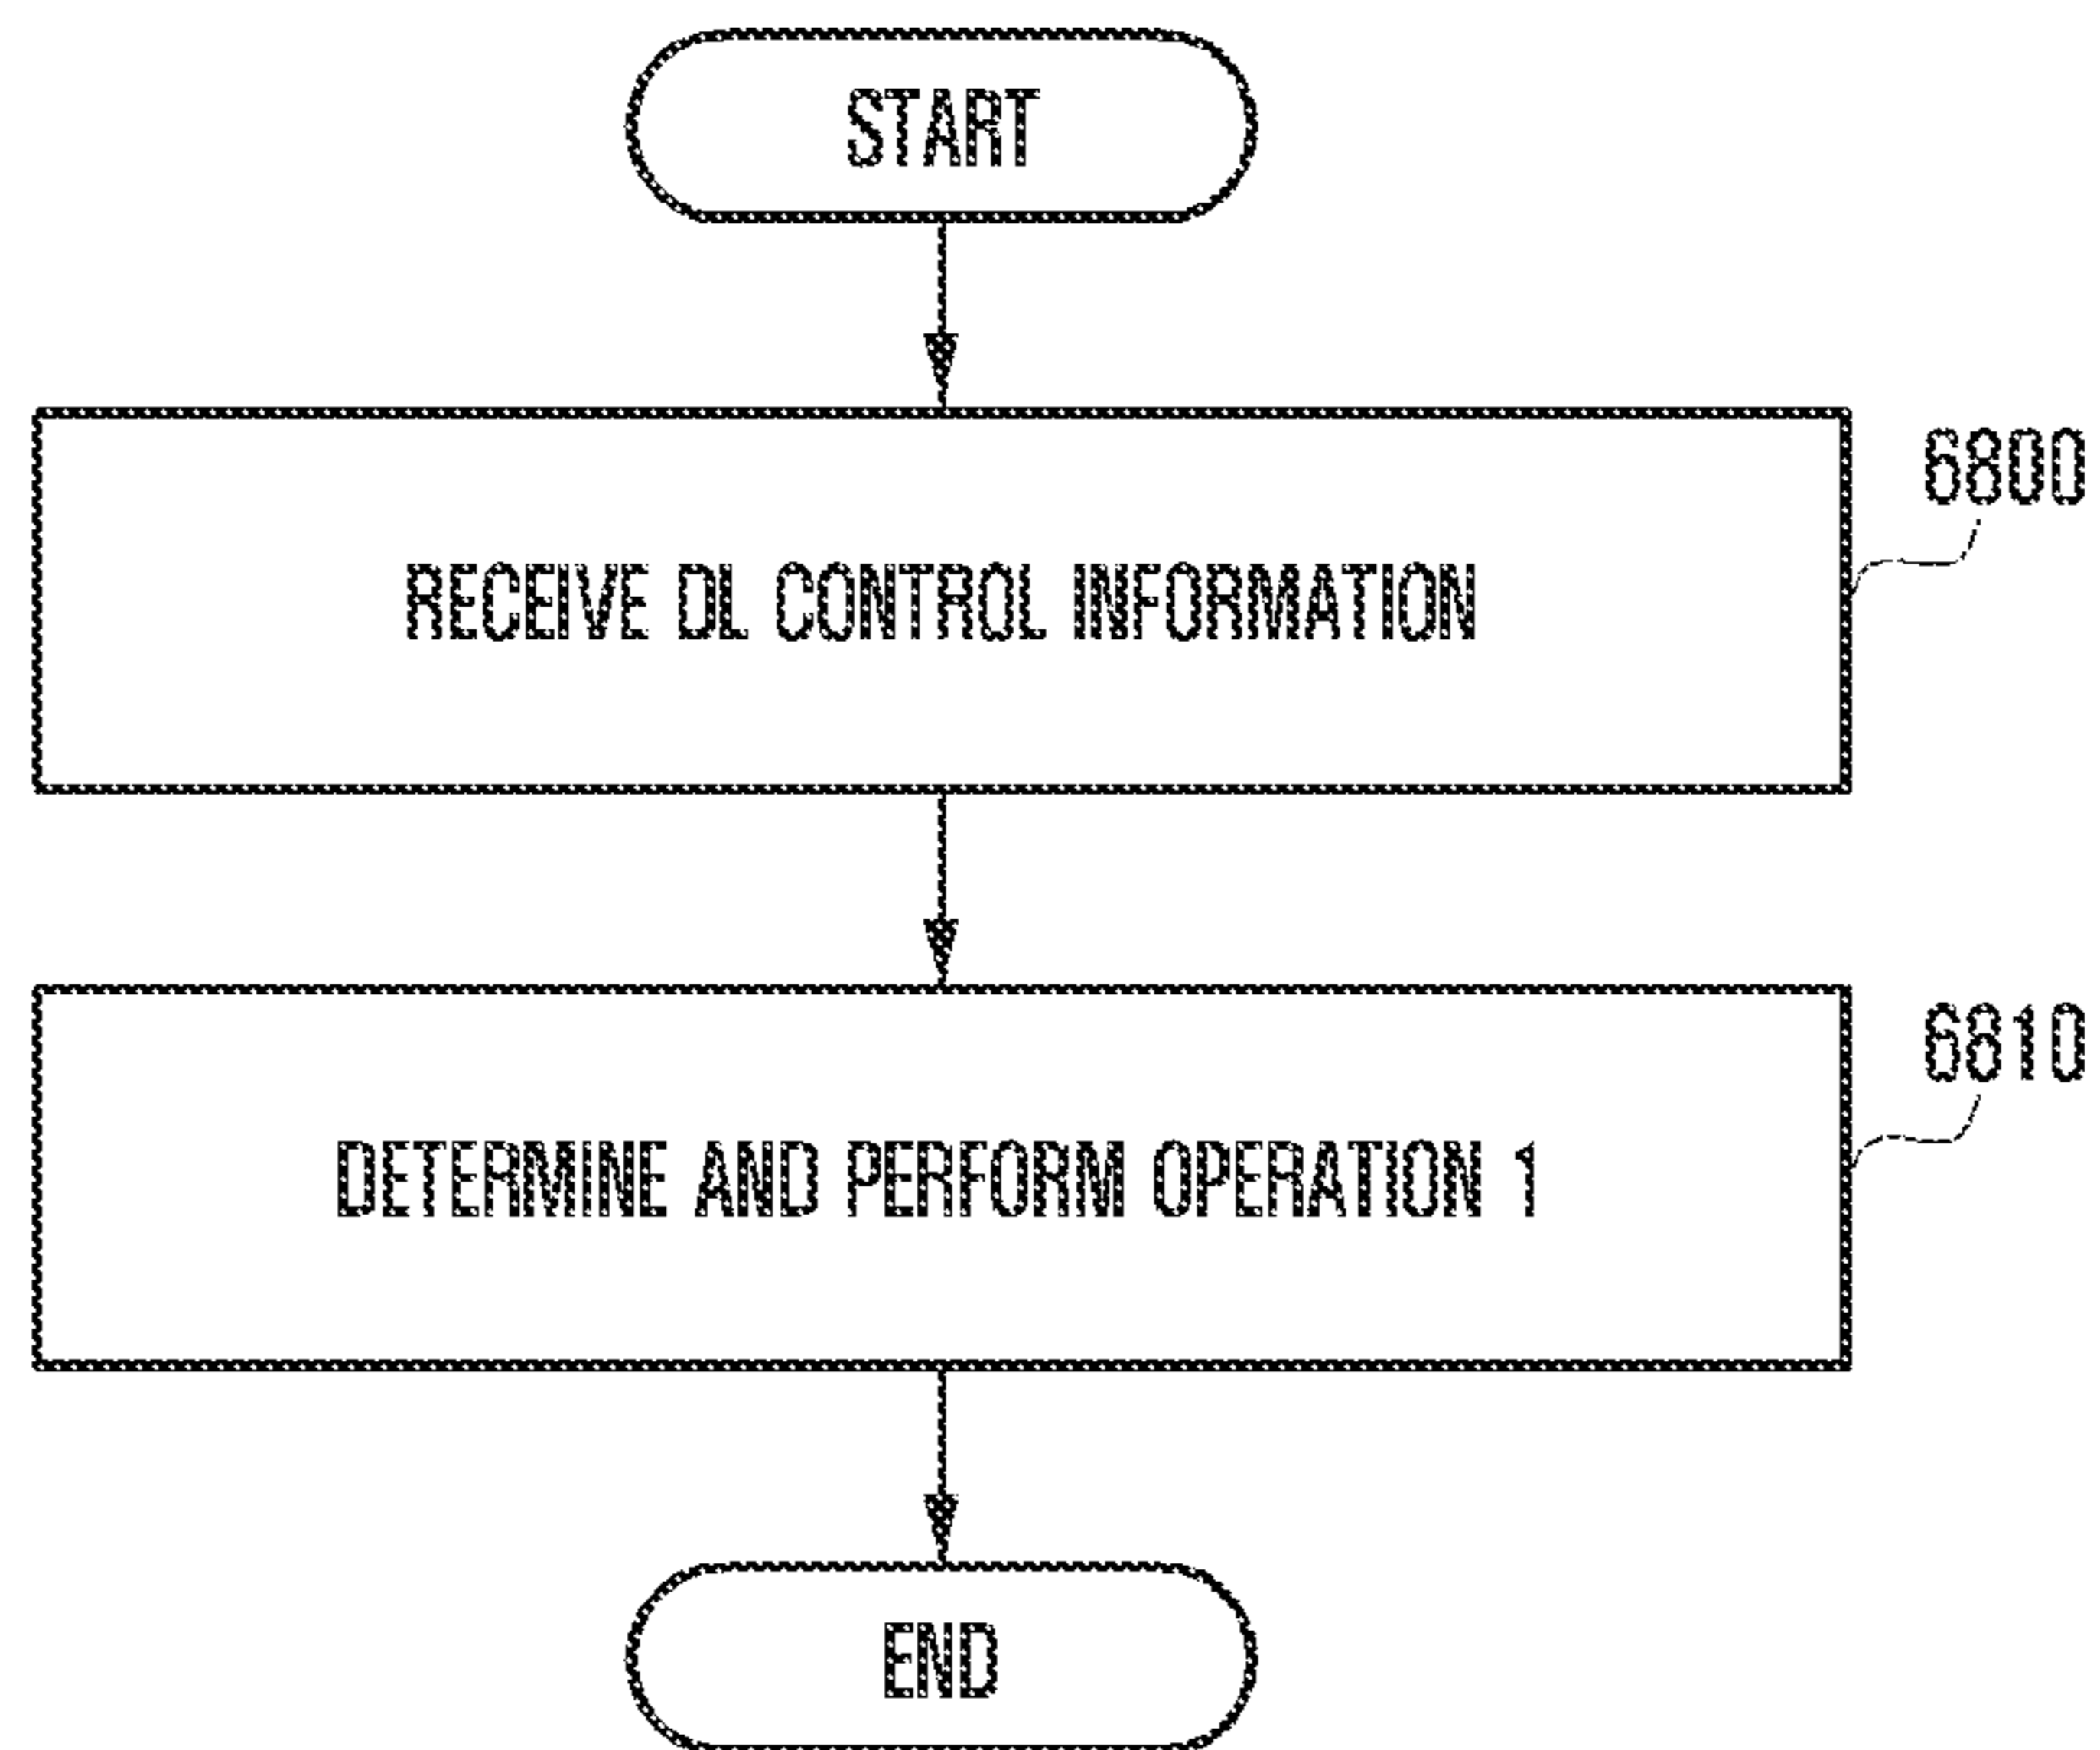 START
6800
RECEIVE DL CONTROL INFORMATION
6810
DETERMINE AND PERFORM OPERATION 1
END